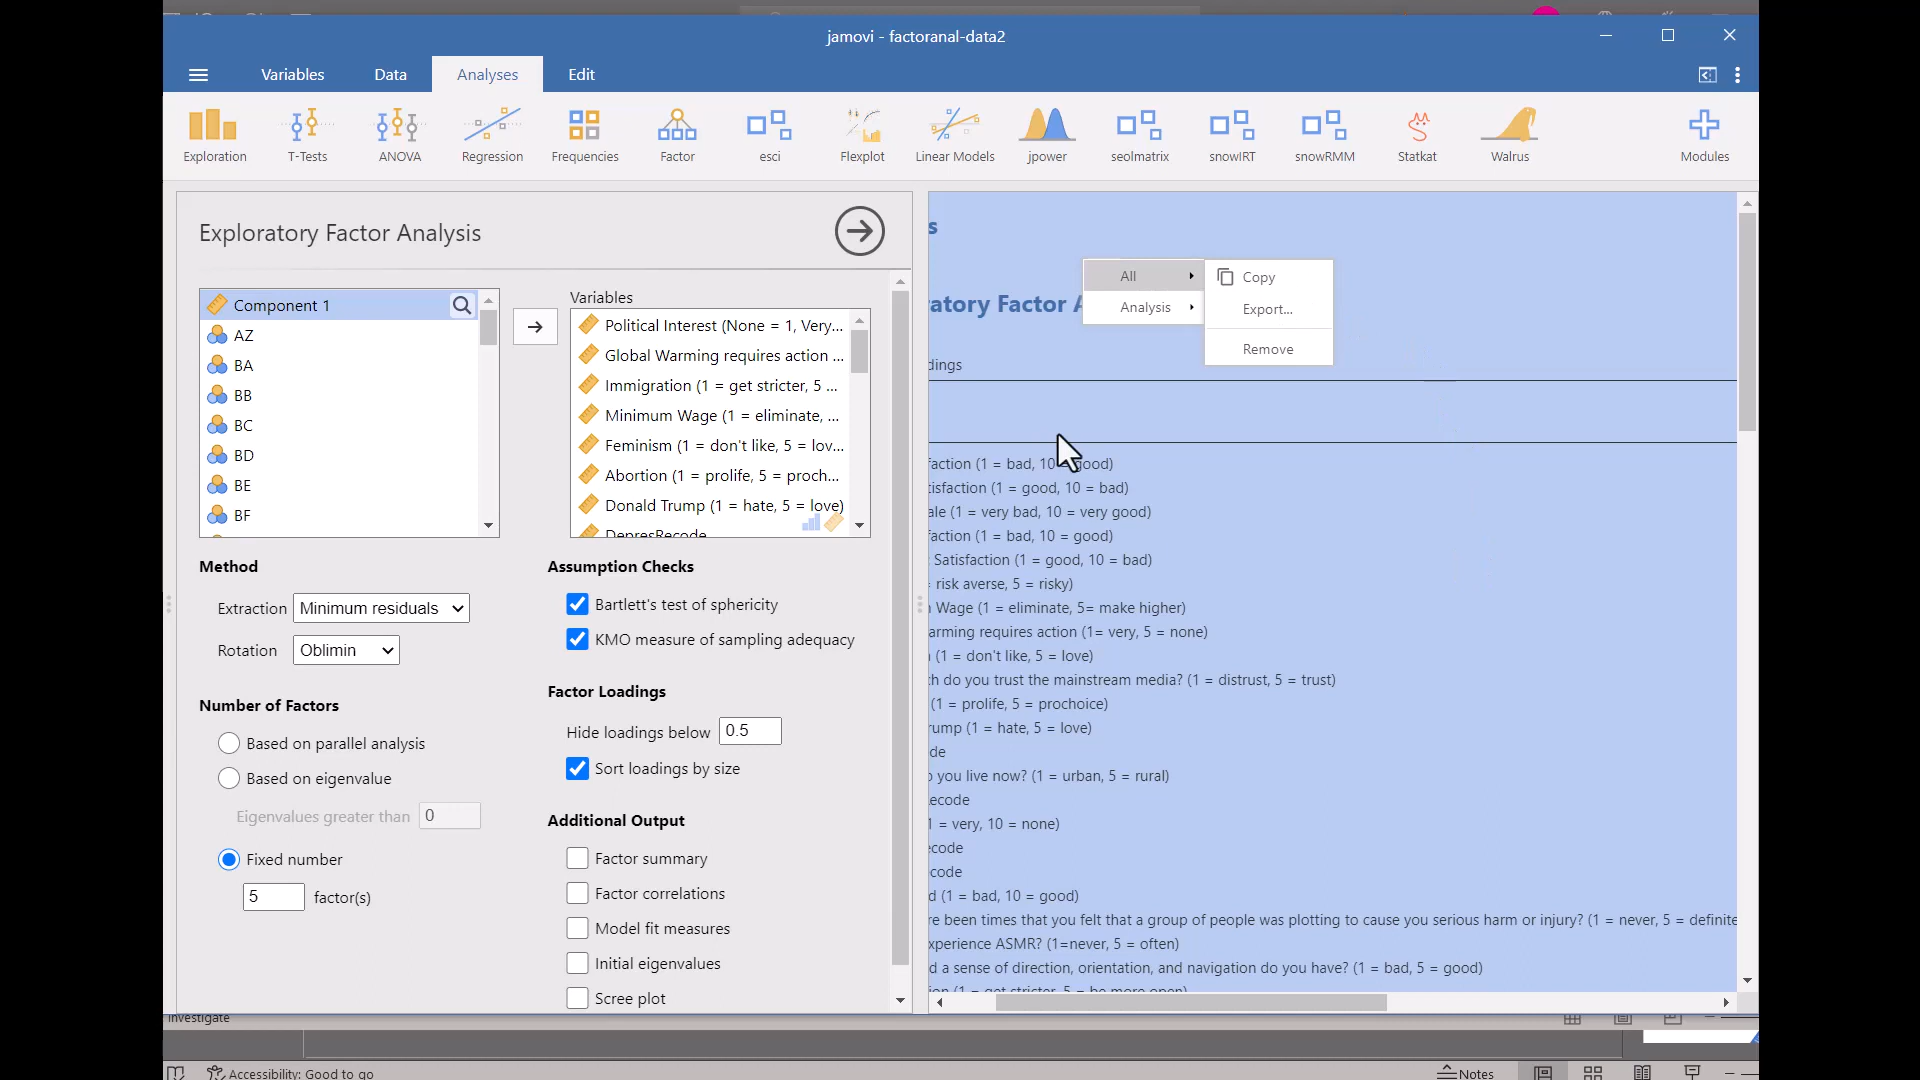 jamovi - factoranal-data2
Variables
Data
Analyses
Edit
Exploration
T-Tests
ANOVA
Regression
Frequencies
Factor
esci
Flexplot
Linear Models
jpower
seolmatrix
snowIRT
snowRMM
Statkat
Walrus
Modules
Exploratory Factor Analysis
Component 1
AZ
BA
BB
BC
BD
BE
BF
Variables
Political Interest (None = 1, Very...
Global Warming requires action ...
Immigration (1 = get stricter, 5 ...
Minimum Wage (1 = eliminate, ...
Feminism (1 = don't like, 5 = lov...
Abortion (1 = prolife, 5 = proch...
Donald Trump (1 = hate, 5 = love)
DepresRecode
Method
Extraction
Minimum residuals
Rotation
Oblimin
Number of Factors
Based on parallel analysis
Based on eigenvalue
Eigenvalues greater than
0
Fixed number
5
factor(s)
Assumption Checks
Bartlett's test of sphericity
KMO measure of sampling adequacy
Factor Loadings
Hide loadings below
0.5
Sort loadings by size
Additional Output
Factor summary
Factor correlations
Model fit measures
Initial eigenvalues
Scree plot
s
ratory Factor A
All
Analysis
Copy
Export...
Remove
dings
faction (1 = bad, 10 = good)
tisfaction (1 = good, 10 = bad)
ale (1 = very bad, 10 = very good)
faction (1 = bad, 10 = good)
: Satisfaction (1 = good, 10 = bad)
= risk averse, 5 = risky)
n Wage (1 = eliminate, 5= make higher)
arming requires action (1= very, 5 = none)
n (1 = don't like, 5 = love)
ch do you trust the mainstream media? (1 = distrust, 5 = trust)
(1 = prolife, 5 = prochoice)
rump (1 = hate, 5 = love)
de
o you live now? (1 = urban, 5 = rural)
ecode
1 = very, 10 = none)
ecode
code
d (1 = bad, 10 = good)
re been times that you felt that a group of people was plotting to cause you serious harm or injury? (1 = never, 5 = definite
xperience ASMR? (1=never, 5 = often)
d a sense of direction, orientation, and navigation do you have? (1 = bad, 5 = good)
ion (1 = get stricter, 5 = be more open)
Investigate
Accessibility: Good to go
Notes